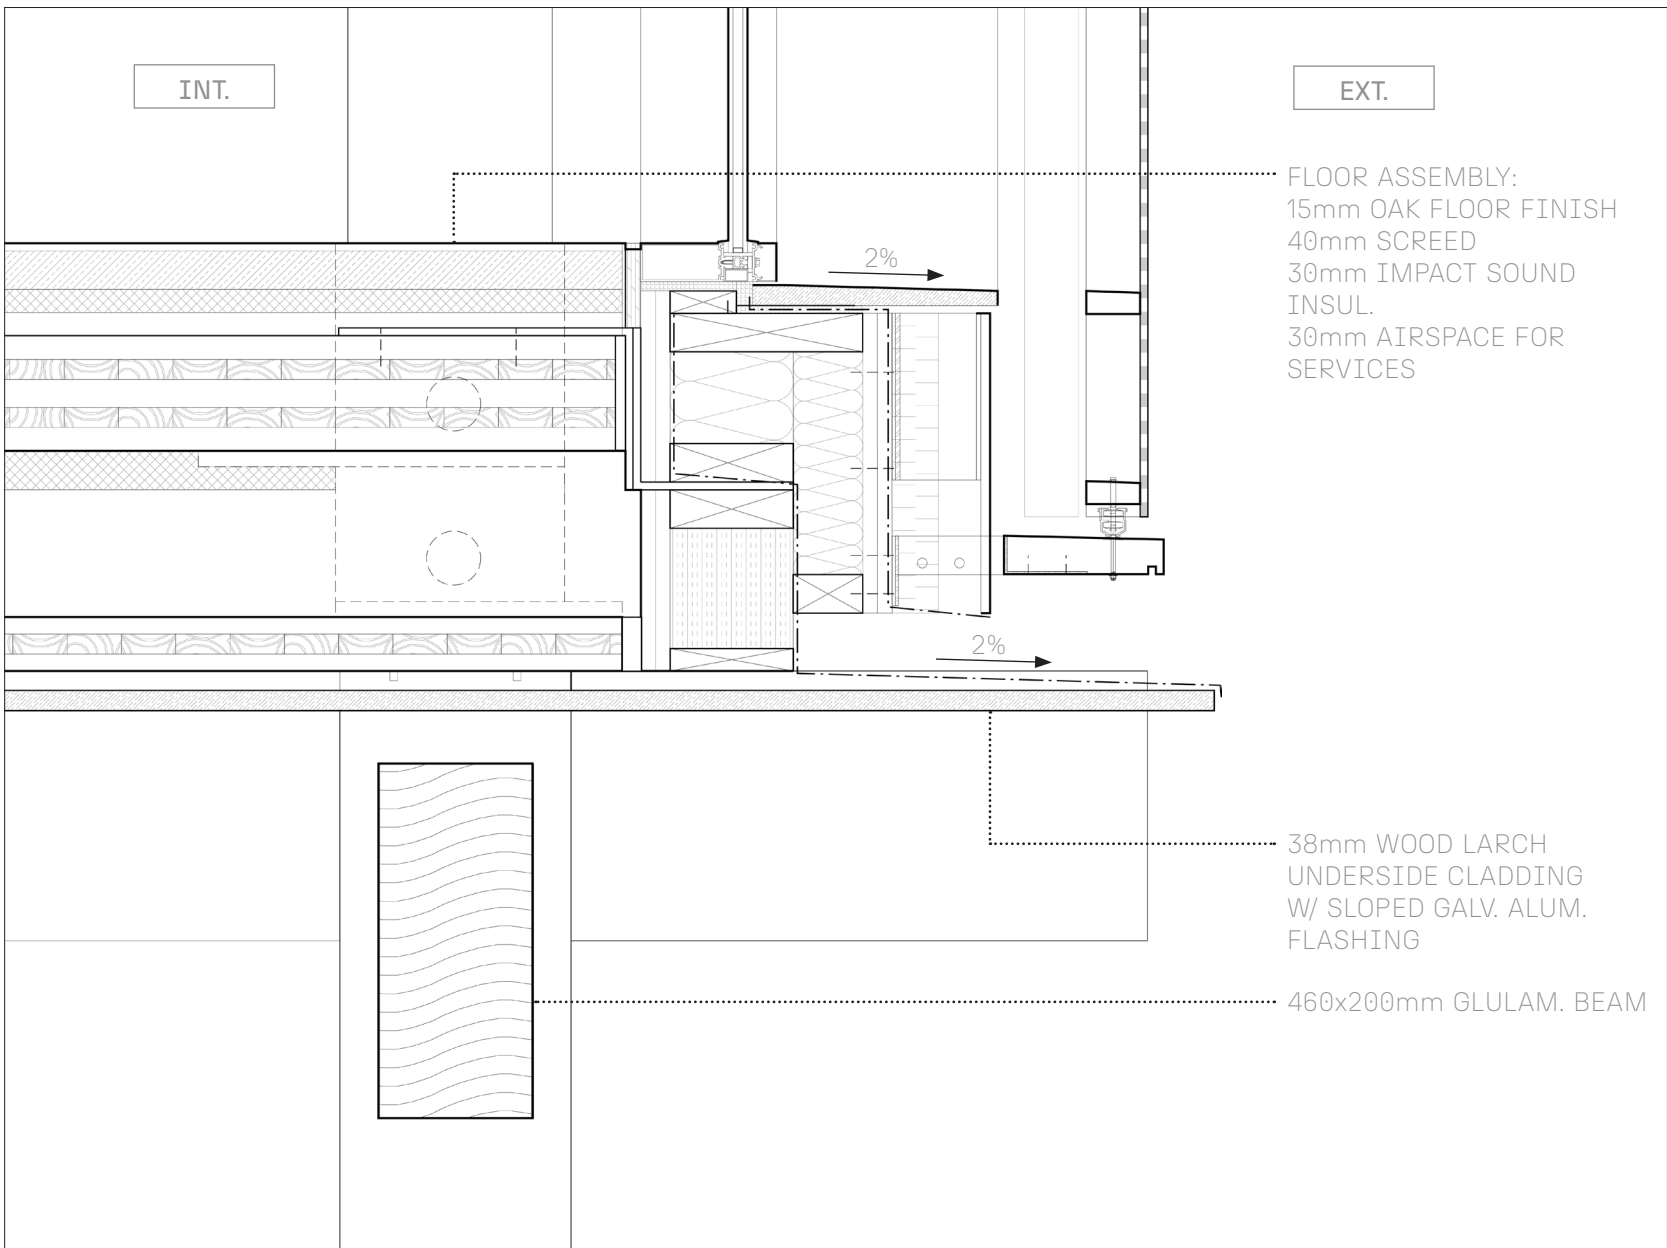 INT.
EXT.
FLOOR ASSEMBLY:
15mm OAK FLOOR FINISH
40mm SCREED
30mm IMPACT SOUND
INSUL.
30mm AIRSPACE FOR
SERVICES
2%
2%
38mm WOOD LARCH
UNDERSIDE CLADDING
W/ SLOPED GALV. ALUM.
FLASHING
460x200mm GLULAM. BEAM